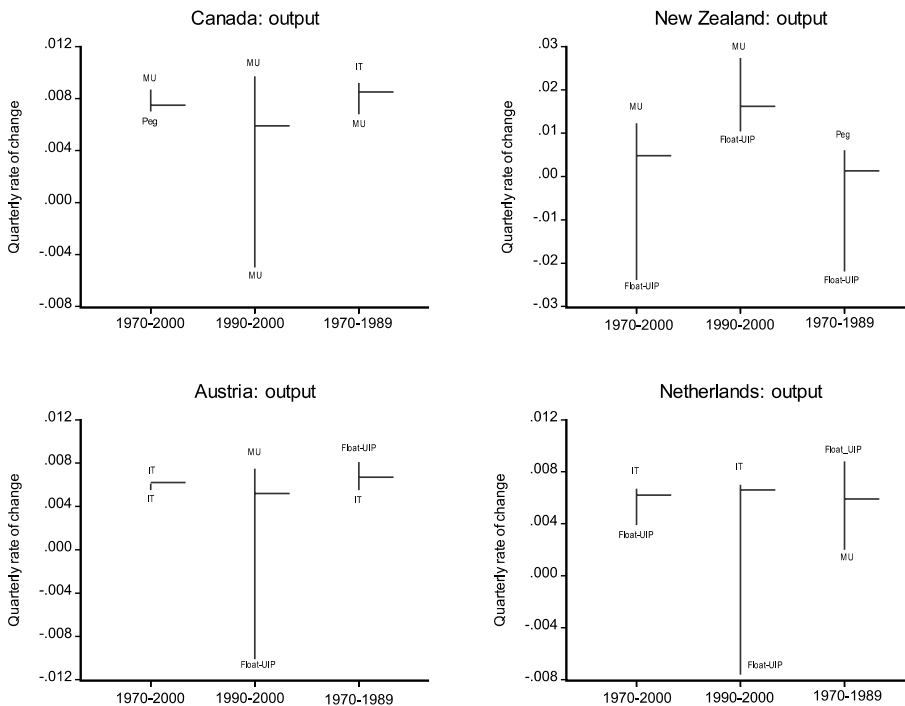 Canada: output
Quarterly rate of change
.012
.008
.004
.000
-.004
-.008
MU
Peg
MU
MU
IT
MU
1970-2000
1990-2000
1970-1989
New Zealand: output
Quarterly rate of change
.03
.02
.01
.00
-.01
-.02
-.03
MU
Float-UIP
MU
MU
Float-UIP
Peg
Float-UIP
1970-2000
1990-2000
1970-1989
Austria: output
Quarterly rate of change
.012
.008
.004
.000
-.004
-.008
-.012
IT
IT
MU
Float-UIP
Float-UIP
IT
1970-2000
1990-2000
1970-1989
Netherlands: output
Quarterly rate of change
.012
.008
.004
.000
-.004
-.008
IT
Float-UIP
IT
Float-UIP
Float_UIP
MU
1970-2000
1990-2000
1970-1989